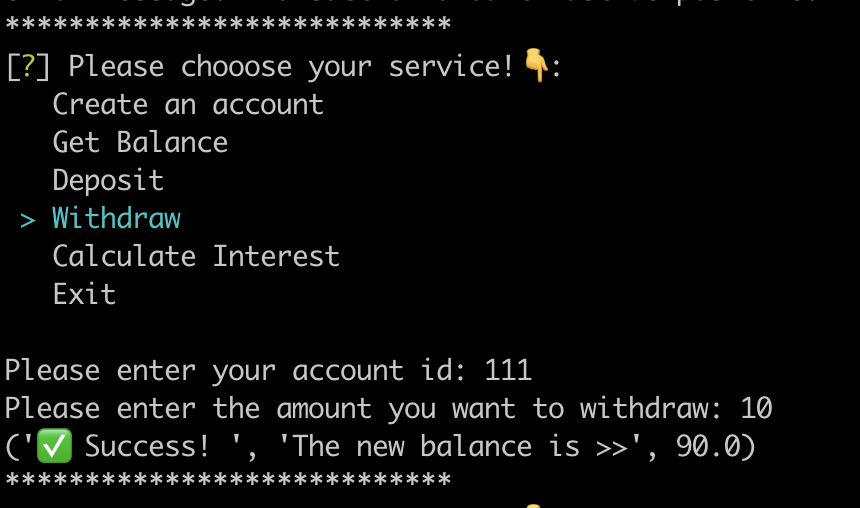 ****************************
[?] Please chooose your service!👇:
Create an account
Get Balance
Deposit
> Withdraw
Calculate Interest
Exit
Please enter your account id: 111
Please enter the amount you want to withdraw: 10
('✅ Success! ', 'The new balance is >>', 90.0)
****************************